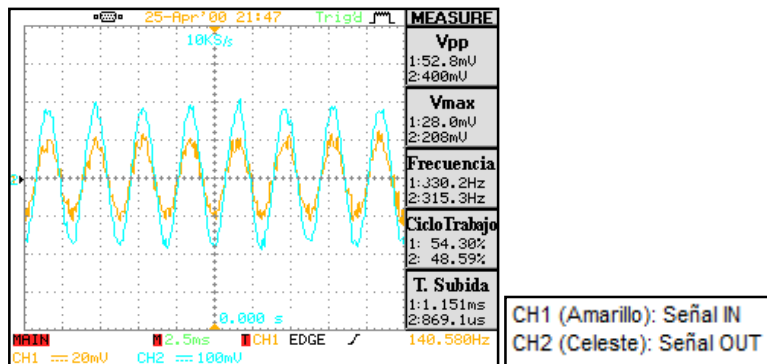 25-Apr'00 21:47 Trig'd MEASURE
10KS/s
Vpp
1:52.8mV
2:400mV
Vmax
1:28.0mV
2:208mV
Frecuencia
1:330.2Hz
2:315.3Hz
CicloTrabajo
1: 54.30%
2: 48.59%
T. Subida
1:1.151ms
2:869.1us
2
0.000 s
MAIN M 2.5ms T CH1 EDGE 140.580Hz
CH1 20mV CH2 100mV
CH1 (Amarillo): Señal IN
CH2 (Celeste): Señal OUT